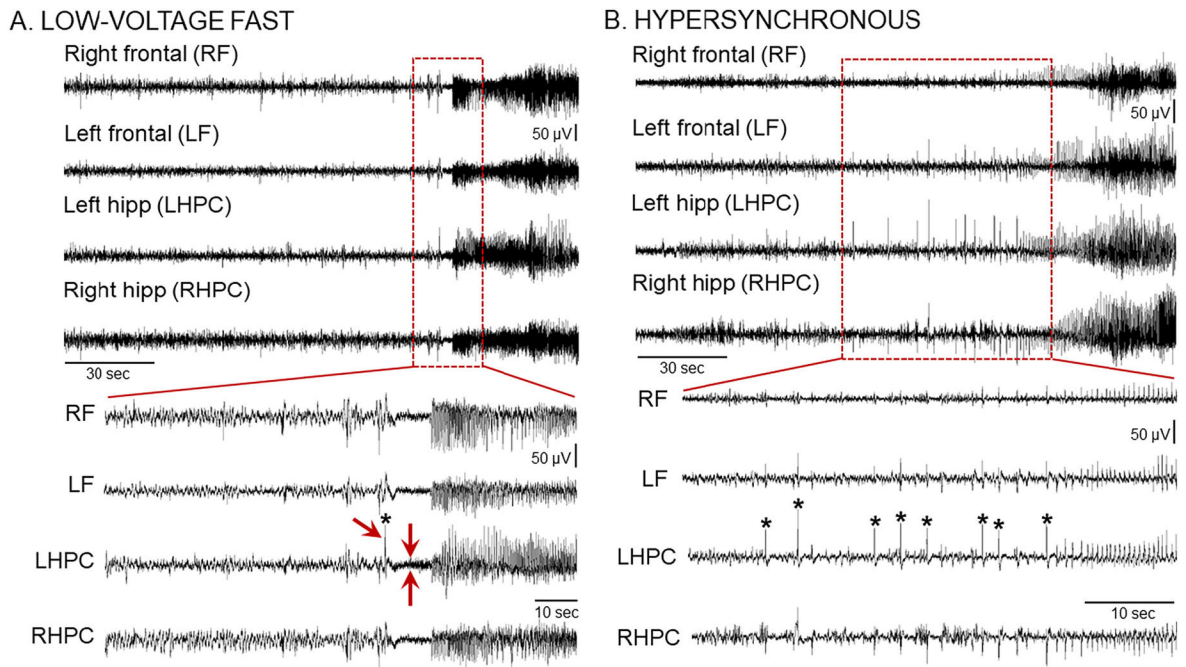 A. LOW-VOLTAGE FAST
Right frontal (RF)
50 µV
Left frontal (LF)
Left hipp (LHPC)
Right hipp (RHPC)
30 sec
RF
50 µV
LF
*
LHPC
10 sec
RHPC
B. HYPERSYNCHRONOUS
Right frontal (RF)
50 µV
Left frontal (LF)
Left hipp (LHPC)
Right hipp (RHPC)
30 sec
RF
50 µV
LF
* * * * * * * *
LHPC
10 sec
RHPC